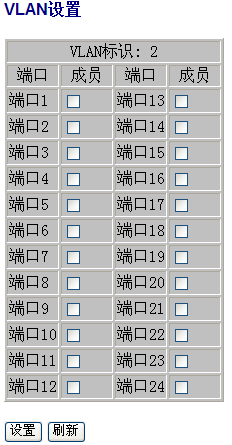 VLAN设置
VLAN标识: 2
端口 成员 端口 成员
端口1 端口13
端口2 端口14
端口3 端口15
端口4 端口16
端口5 端口17
端口6 端口18
端口7 端口19
端口8 端口20
端口9 端口21
端口10 端口22
端口11 端口23
端口12 端口24
设置 刷新